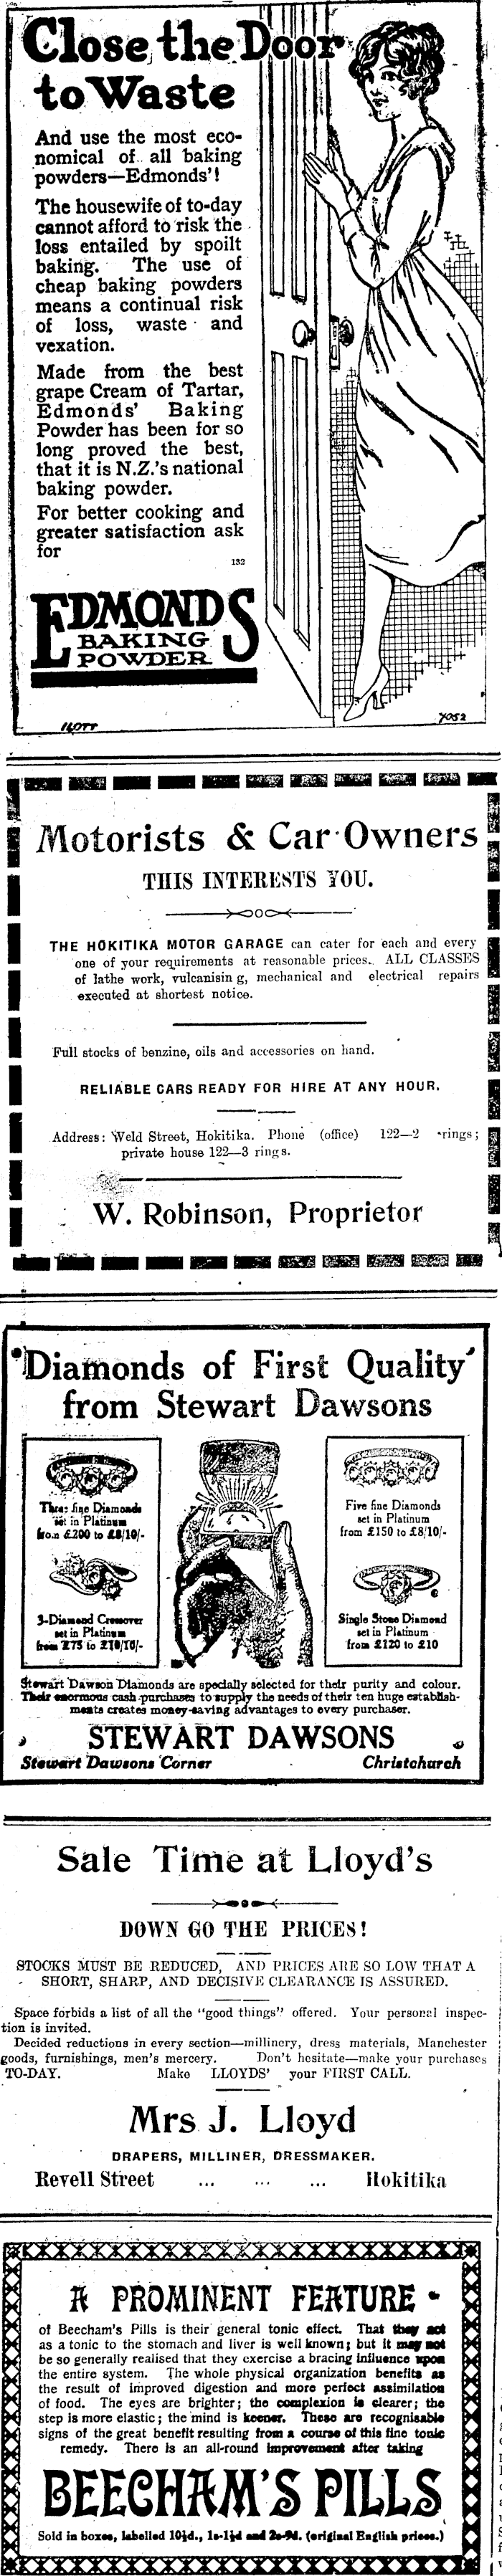 Close the Door
to Waste
And use the most eco-
nomical of all baking
powders—Edmonds'!
The housewife of to-day
cannot afford to risk the
loss entailed by spoilt
baking. The use of
cheap baking powders
means a continual risk
of loss, waste and
vexation.
Made from the best
grape Cream of Tartar,
Edmonds' Baking
Powder has been for so
long proved the best,
that it is N.Z.'s national
baking powder.
For better cooking and
greater satisfaction ask
for
132
EDMONDS
BAKING
POWDER
ILOTT
7052
Motorists & Car Owners
THIS INTERESTS YOU.
THE HOKITIKA MOTOR GARAGE can cater for each and every
one of your requirements at reasonable prices. ALL CLASSES
of lathe work, vulcanising, mechanical and electrical repairs
executed at shortest notice.
Full stocks of benzine, oils and accessories on hand.
RELIABLE CARS READY FOR HIRE AT ANY HOUR.
Address: Weld Street, Hokitika. Phone (office) 122—2 rings;
private house 122—3 rings.
W. Robinson, Proprietor
"Diamonds of First Quality"
from Stewart Dawsons
Three fine Diamonds
set in Platinum
from £200 to £8/10/-
Five fine Diamonds
set in Platinum
from £150 to £8/10/-
3-Diamond Crossover
set in Platinum
from £75 to £10/10/-
Single Stone Diamond
set in Platinum
from £120 to £10
Stewart Dawson Diamonds are specially selected for their purity and colour.
Their enormous cash purchases to supply the needs of their ten huge establish-
ments creates money-saving advantages to every purchaser.
STEWART DAWSONS
Stewart Dawsons Corner Christchurch
Sale Time at Lloyd's
DOWN GO THE PRICES!
STOCKS MUST BE REDUCED, AND PRICES ARE SO LOW THAT A
SHORT, SHARP, AND DECISIVE CLEARANCE IS ASSURED.
Space forbids a list of all the "good things" offered. Your personal inspec-
tion is invited.
Decided reductions in every section—millinery, dress materials, Manchester
goods, furnishings, men's mercery. Don't hesitate—make your purchases
TO-DAY. Make LLOYDS' your FIRST CALL.
Mrs J. Lloyd
DRAPERS, MILLINER, DRESSMAKER.
Revell Street ... ... ... Hokitika
A PROMINENT FEATURE
of Beecham's Pills is their general tonic effect. That they act
as a tonic to the stomach and liver is well known; but it may not
be so generally realised that they exercise a bracing influence upon
the entire system. The whole physical organization benefits as
the result of improved digestion and more perfect assimilation
of food. The eyes are brighter; the complexion is clearer; the
step is more elastic; the mind is keener. These are recognisable
signs of the great benefit resulting from a course of this fine tonic
remedy. There is an all-round improvement after taking
BEECHAM'S PILLS
Sold in boxes, labelled 10½d., 1s-1½d and 2s-9d. (original English prices.)